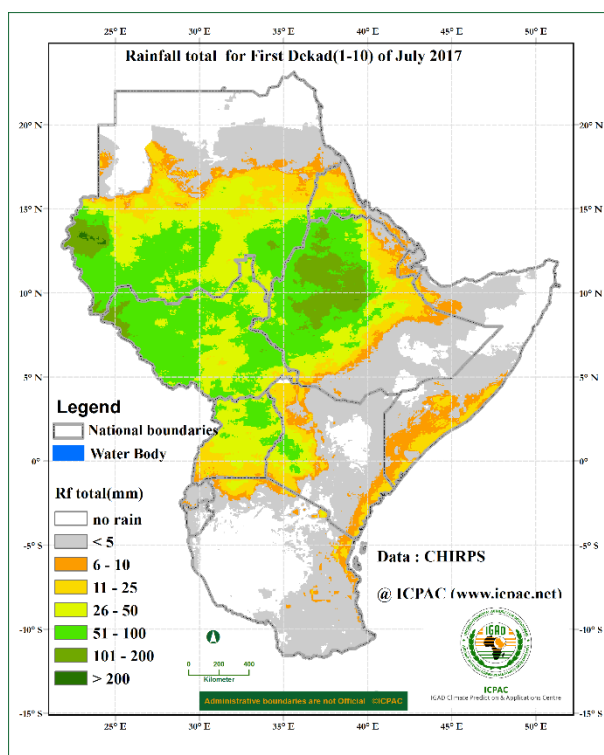 Rainfall total for First Dekad(1-10) of July 2017
25° E 30° E 35° E 40° E 45° E 50° E
20° N 20° N
15° N 15° N
10° N 10° N
5° N 5° N
0° 0°
-5° S -5° S
-10° S -10° S
-15° S -15° S
Legend
National boundaries
Water Body
Rf total(mm)
no rain
< 5
6 - 10
11 - 25
26 - 50
51 - 100
101 - 200
> 200
Data : CHIRPS
@ ICPAC (www.icpac.net)
0 200 400
Kilometer
IGAD
ICPAC
IGAD Climate Prediction & Applications Centre
Administrative boundaries are not Official ©ICPAC
25° E 30° E 35° E 40° E 45° E 50° E